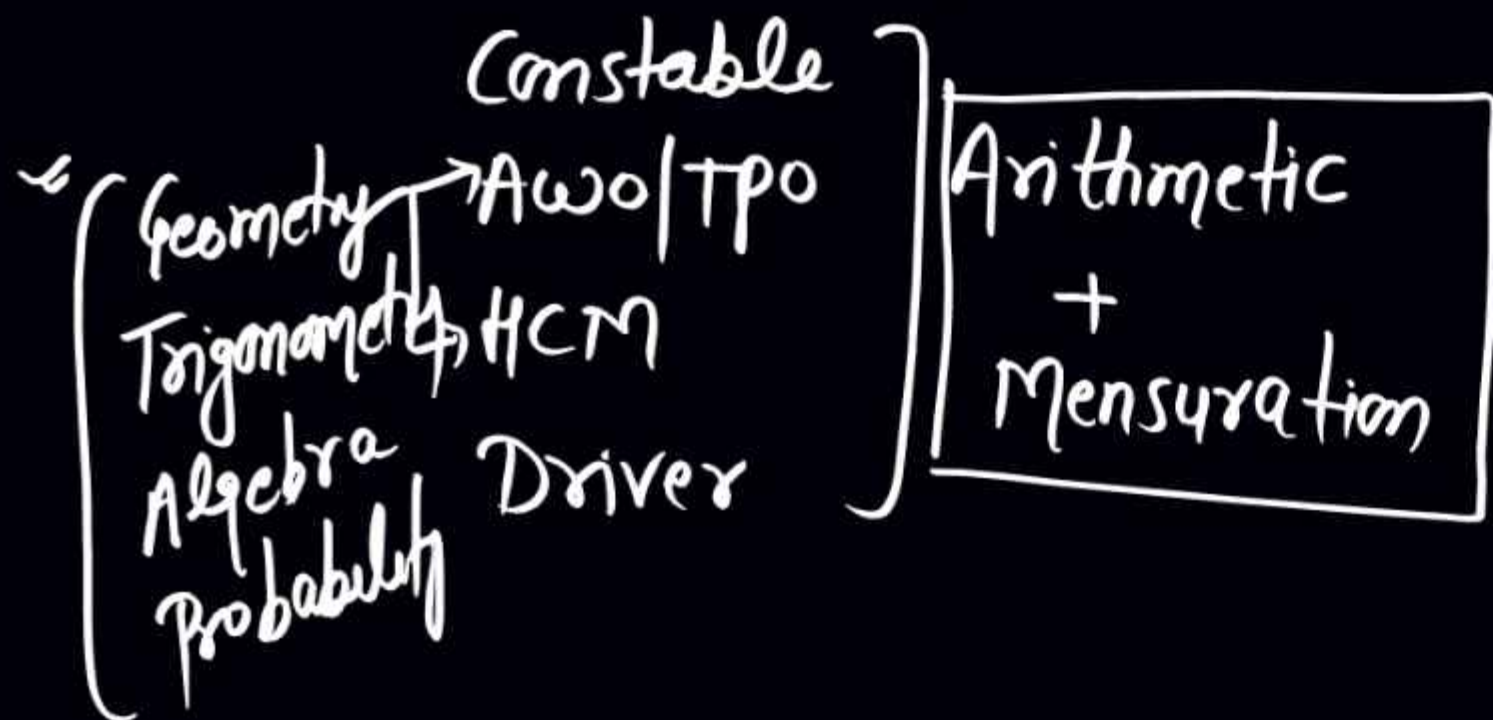 Constable
Geometry → AWO/TPO
Trigonometry → HCM
Algebra
Driver
Probability
Arithmetic
+
Mensuration